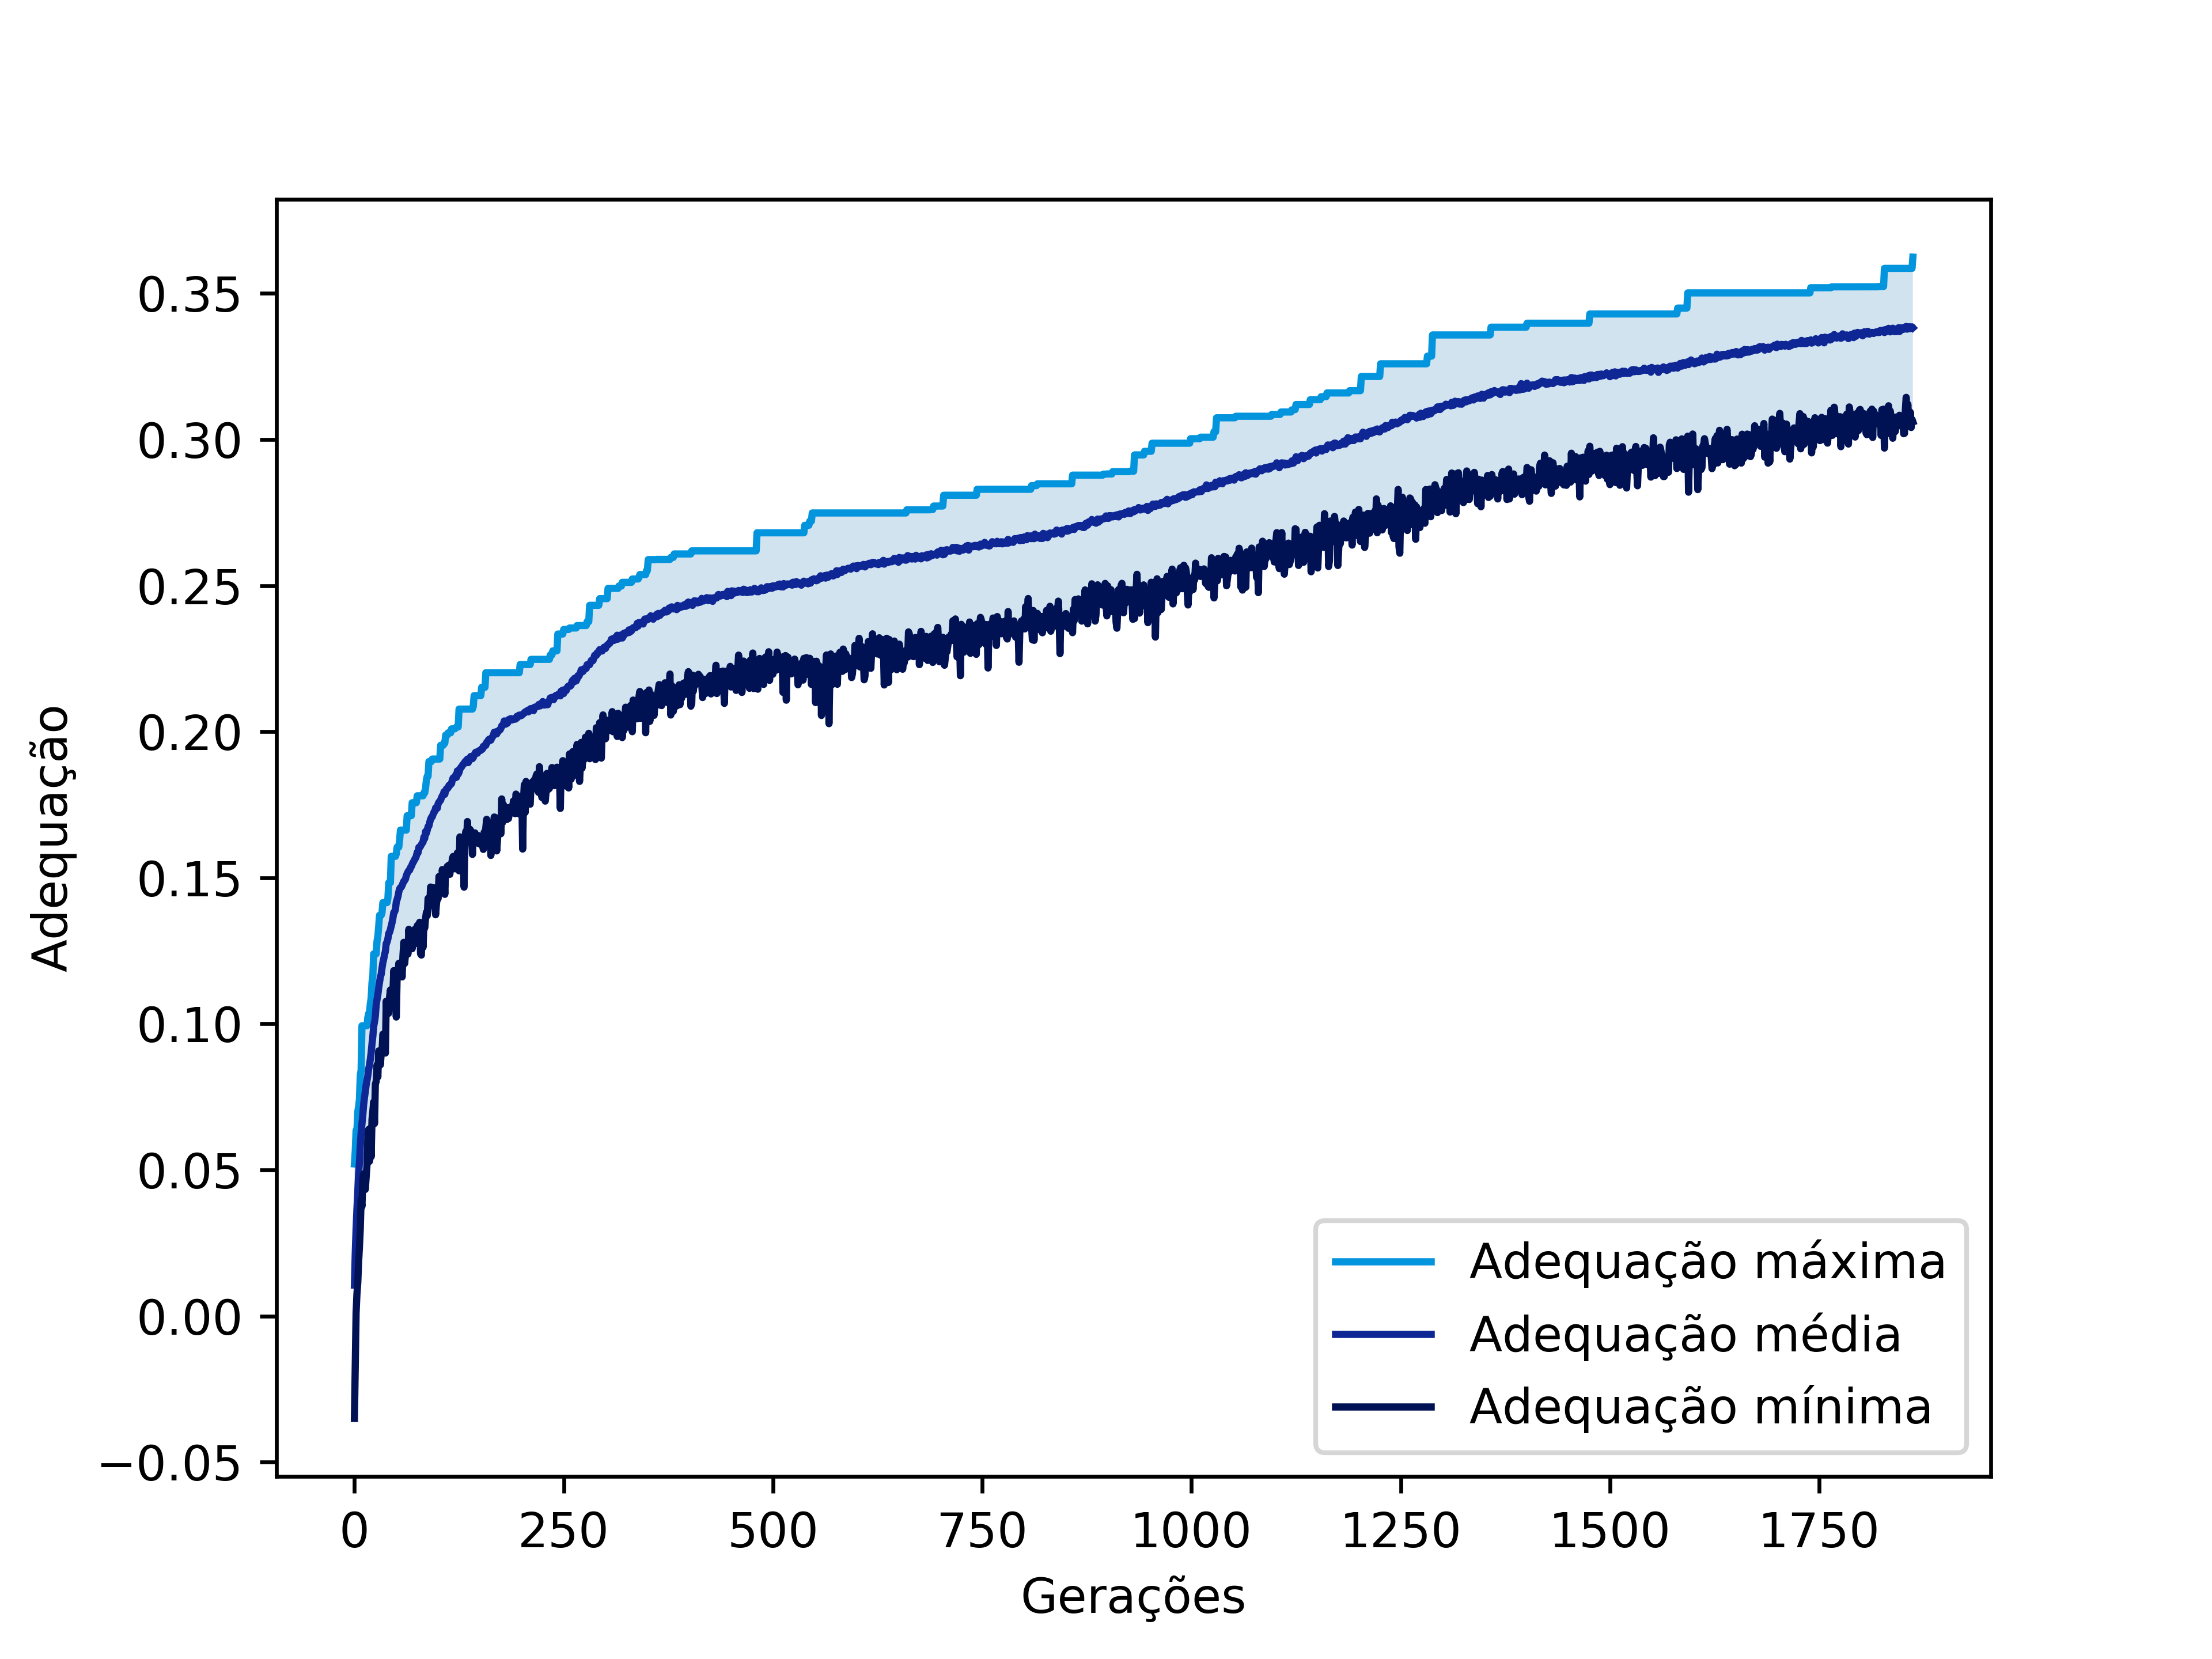 0.35
0.30
0.25
0.20
0.15
0.10
0.05
0.00
−0.05
Adequação
0 250 500 750 1000 1250 1500 1750
Gerações
Adequação máxima
Adequação média
Adequação mínima